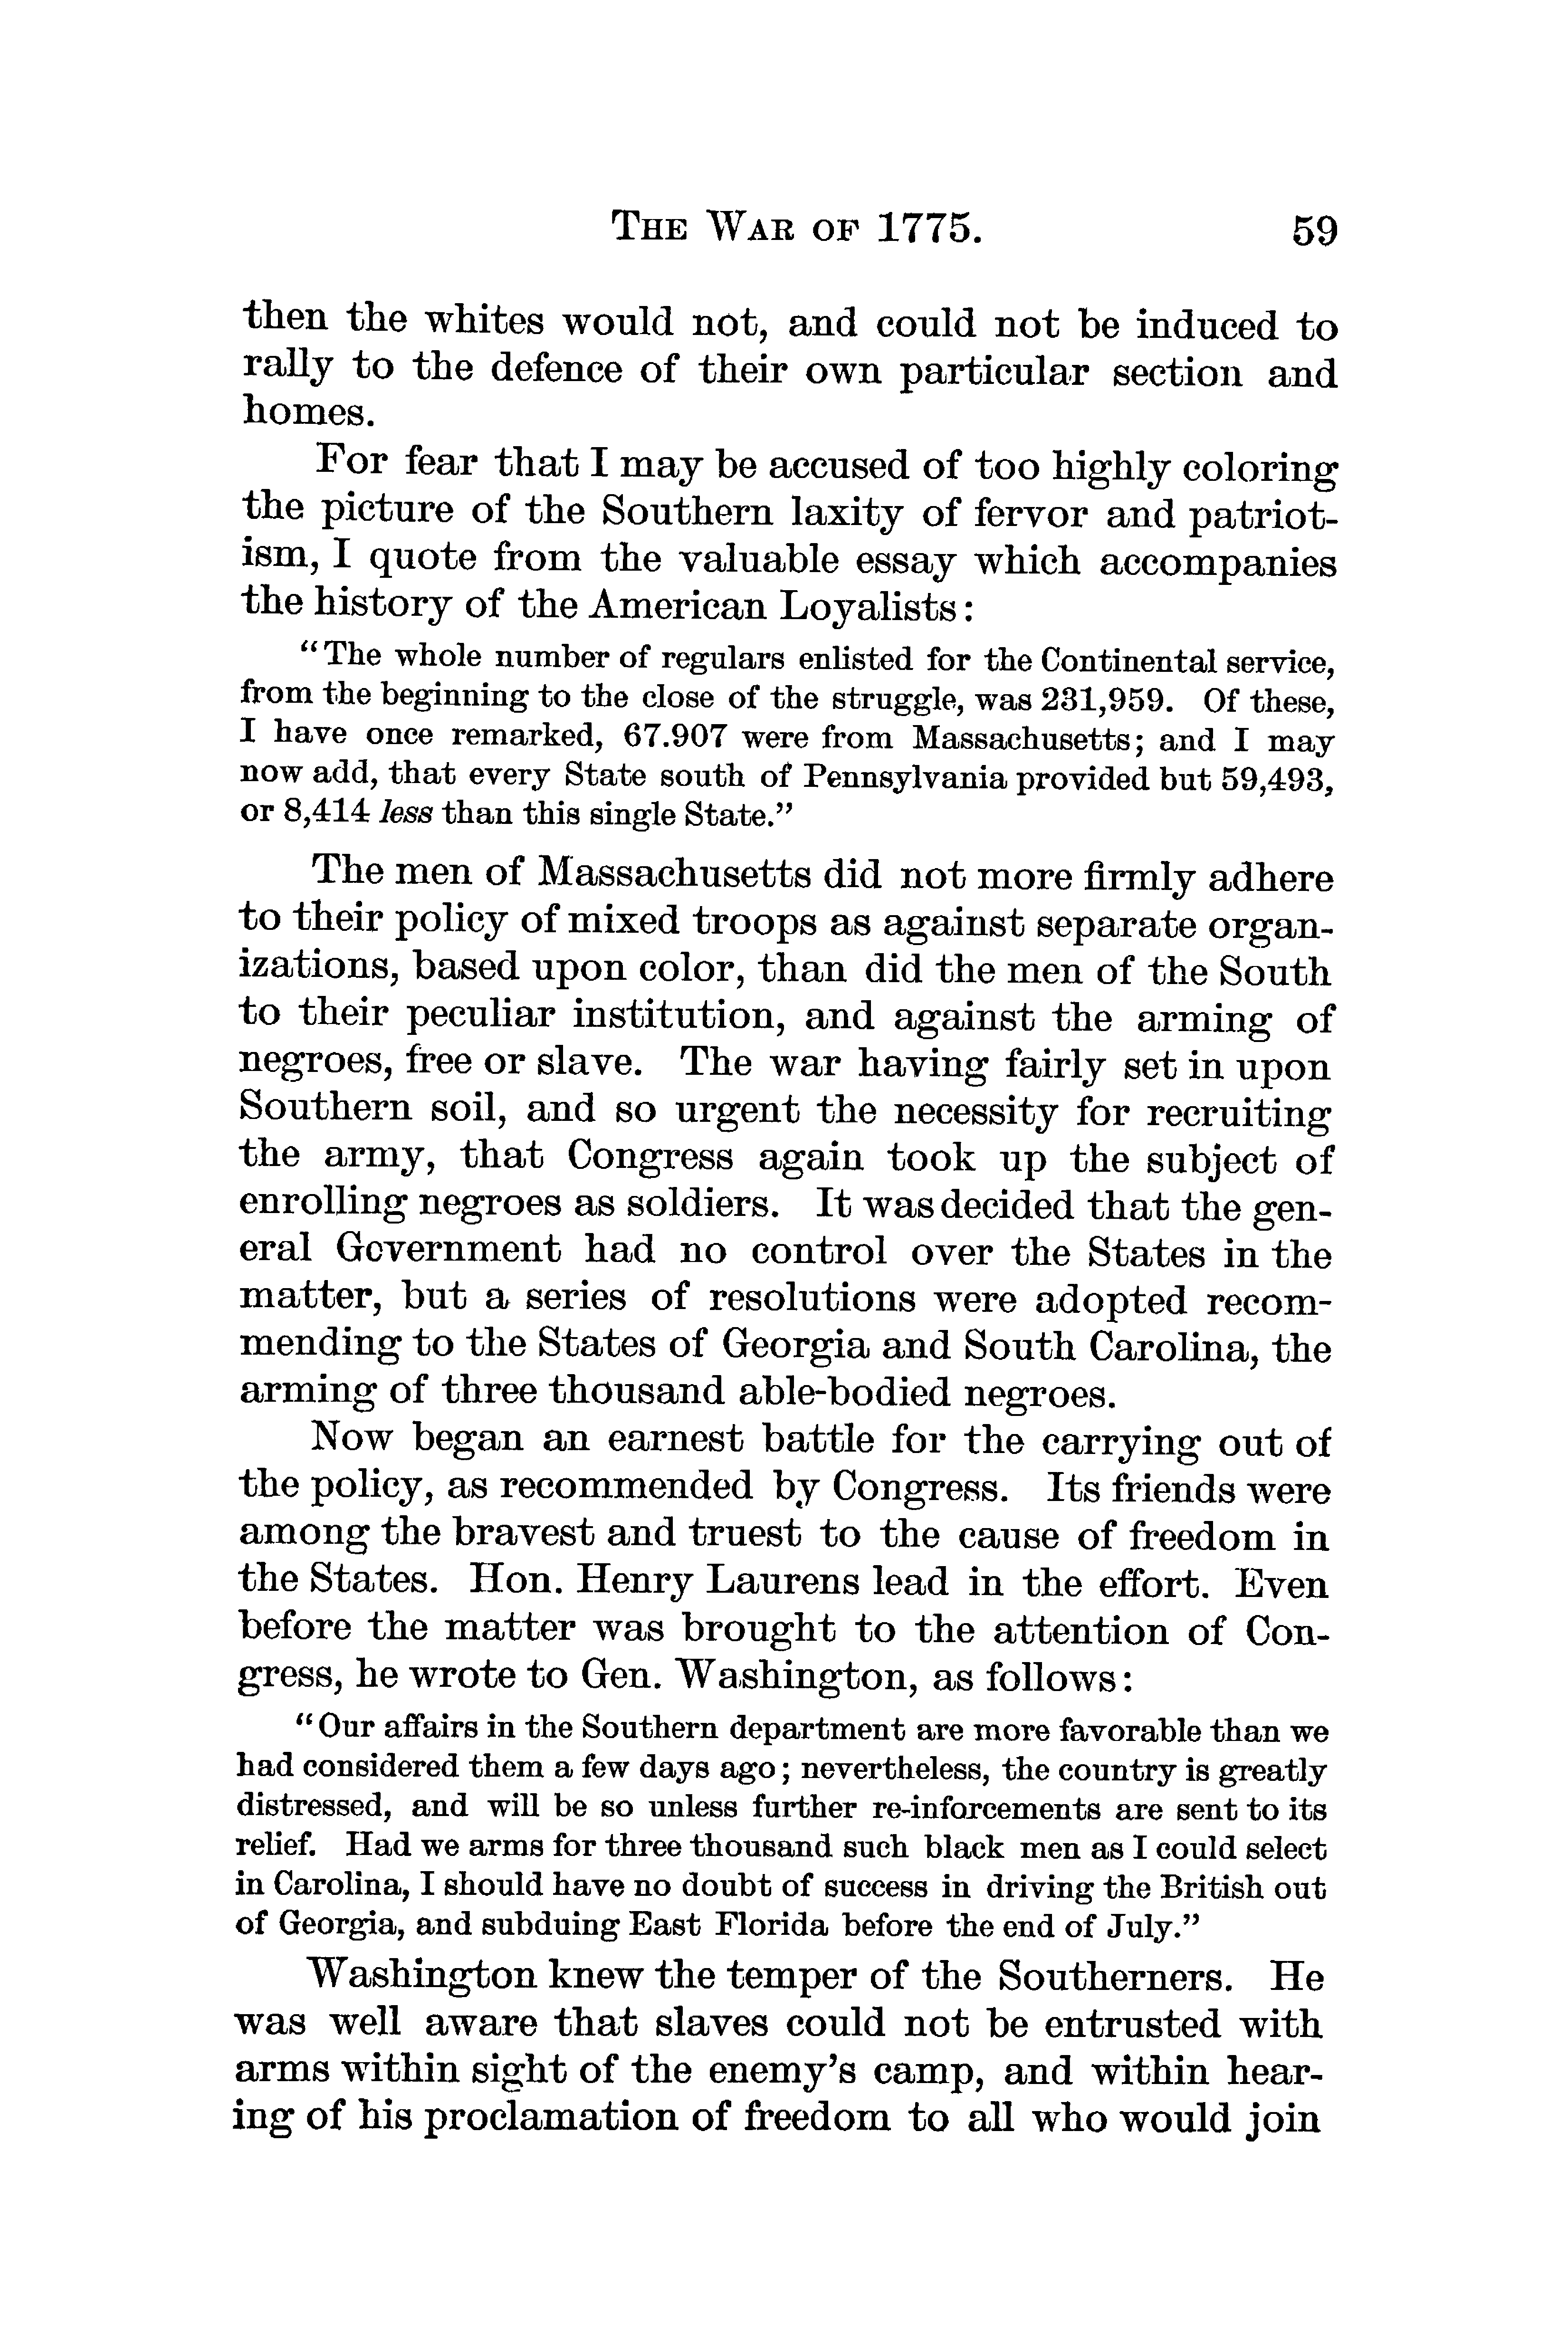 THE WAR OF 1775. 59
then the whites would not, and could not be induced to
rally to the defence of their own particular section and
homes.
For fear that I may be accused of too highly coloring
the picture of the Southern laxity of fervor and patriot-
ism, I quote from the valuable essay which accompanies
the history of the American Loyalists:
“The whole number of regulars enlisted for the Continental service,
from the beginning to the close of the struggle, was 231,959. Of these,
I have once remarked, 67.907 were from Massachusetts; and I may
now add, that every State south of Pennsylvania provided but 59,493,
or 8,414 less than this single State.”
The men of Massachusetts did not more firmly adhere
to their policy of mixed troops as against separate organ-
izations, based upon color, than did the men of the South
to their peculiar institution, and against the arming of
negroes, free or slave. The war having fairly set in upon
Southern soil, and so urgent the necessity for recruiting
the army, that Congress again took up the subject of
enrolling negroes as soldiers. It was decided that the gen-
eral Government had no control over the States in the
matter, but a series of resolutions were adopted recom-
mending to the States of Georgia and South Carolina, the
arming of three thousand able-bodied negroes.
Now began an earnest battle for the carrying out of
the policy, as recommended by Congress. Its friends were
among the bravest and truest to the cause of freedom in
the States. Hon. Henry Laurens lead in the effort. Even
before the matter was brought to the attention of Con-
gress, he wrote to Gen. Washington, as follows:
“Our affairs in the Southern department are more favorable than we
had considered them a few days ago; nevertheless, the country is greatly
distressed, and will be so unless further re-inforcements are sent to its
relief. Had we arms for three thousand such black men as I could select
in Carolina, I should have no doubt of success in driving the British out
of Georgia, and subduing East Florida before the end of July.”
Washington knew the temper of the Southerners. He
was well aware that slaves could not be entrusted with
arms within sight of the enemy’s camp, and within hear-
ing of his proclamation of freedom to all who would join